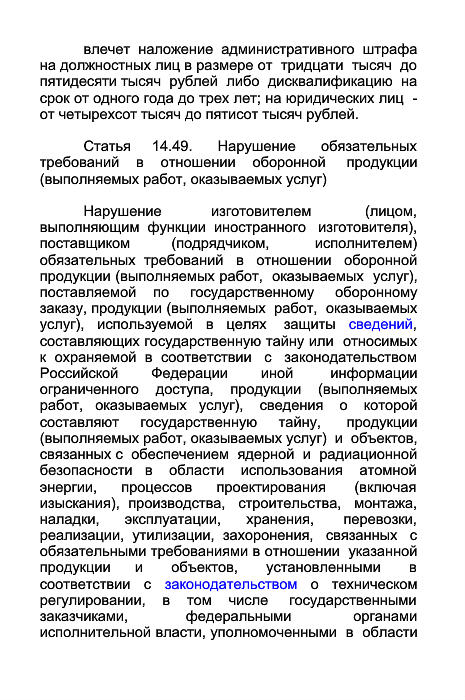 влечет наложение административного штрафа
на должностных лиц в размере от тридцати тысяч до
пятидесяти тысяч рублей либо дисквалификацию на
срок от одного года до трех лет; на юридических лиц -
от четырехсот тысяч до пятисот тысяч рублей.
Статья 14.49. Нарушение обязательных
требований в отношении оборонной продукции
(выполняемых работ, оказываемых услуг)
Нарушение изготовителем (лицом,
выполняющим функции иностранного изготовителя),
поставщиком (подрядчиком, исполнителем)
обязательных требований в отношении оборонной
продукции (выполняемых работ, оказываемых услуг),
поставляемой по государственному оборонному
заказу, продукции (выполняемых работ, оказываемых
услуг), используемой в целях защиты сведений,
составляющих государственную тайну или относимых
к охраняемой в соответствии с законодательством
Российской Федерации иной информации
ограниченного доступа, продукции (выполняемых
работ, оказываемых услуг), сведения о которой
составляют государственную тайну, продукции
(выполняемых работ, оказываемых услуг) и объектов,
связанных с обеспечением ядерной и радиационной
безопасности в области использования атомной
энергии, процессов проектирования (включая
изыскания), производства, строительства, монтажа,
наладки, эксплуатации, хранения, перевозки,
реализации, утилизации, захоронения, связанных с
обязательными требованиями в отношении указанной
продукции и объектов, установленными в
соответствии с законодательством о техническом
регулировании, в том числе государственными
заказчиками, федеральными органами
исполнительной власти, уполномоченными в области